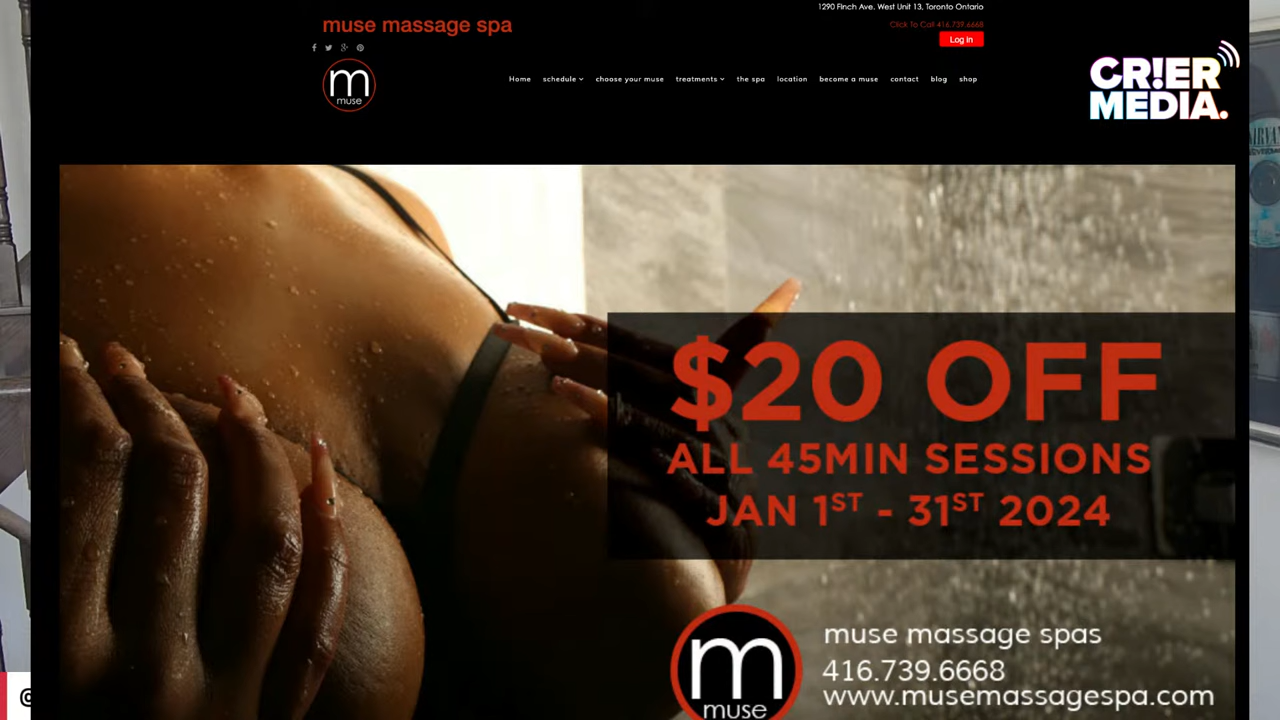 1290 Finch Ave. West Unit 13, Toronto Ontario
muse massage spa
Click To Call 416.739.6668
Log in
m
muse
Home schedule choose your muse treatments the spa location become a muse contact blog shop
CR!ER
MEDIA.
NIRVANA
$20 OFF
ALL 45MIN SESSIONS
JAN 1ST - 31ST 2024
m
muse
muse massage spas
416.739.6668
www.musemassagespa.com
@